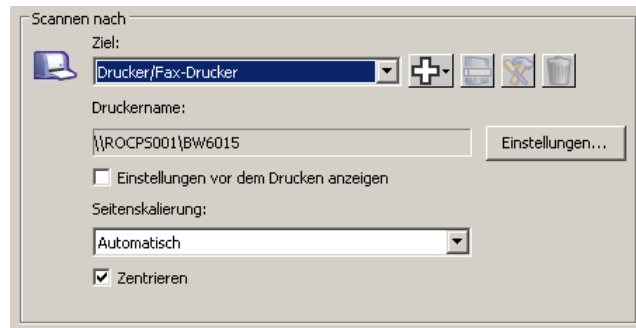 Scannen nach
Ziel:
Drucker/Fax-Drucker
Druckername:
\\ROCPS001\BW6015
Einstellungen...
Einstellungen vor dem Drucken anzeigen
Seitenskalierung:
Automatisch
Zentrieren